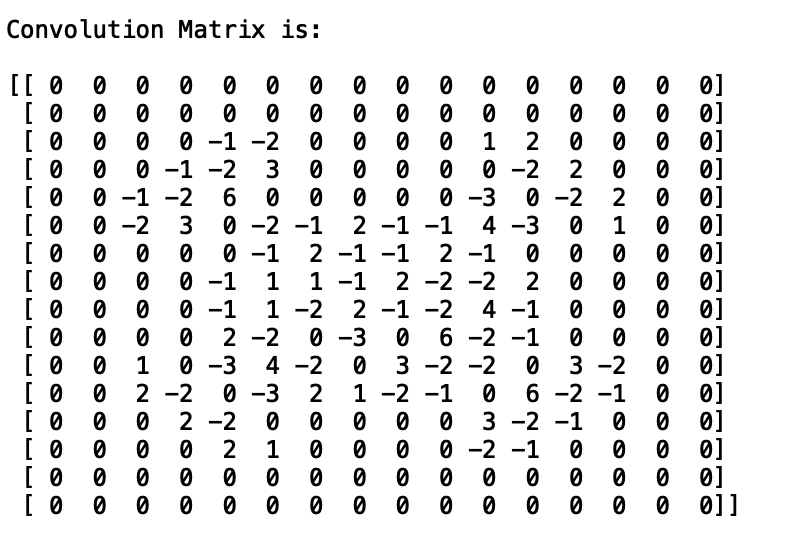 Convolution Matrix is:
[[ 0 0 0 0 0 0 0 0 0 0 0 0 0 0 0 0]
[ 0 0 0 0 0 0 0 0 0 0 0 0 0 0 0 0]
[ 0 0 0 0 -1 -2 0 0 0 0 1 2 0 0 0 0]
[ 0 0 0 -1 -2 3 0 0 0 0 0 -2 2 0 0 0]
[ 0 0 -1 -2 6 0 0 0 0 0 -3 0 -2 2 0 0]
[ 0 0 -2 3 0 -2 -1 2 -1 -1 4 -3 0 1 0 0]
[ 0 0 0 0 0 -1 2 -1 -1 2 -1 0 0 0 0 0]
[ 0 0 0 0 -1 1 1 -1 2 -2 -2 2 0 0 0 0]
[ 0 0 0 0 -1 1 -2 2 -1 -2 4 -1 0 0 0 0]
[ 0 0 0 0 2 -2 0 -3 0 6 -2 -1 0 0 0 0]
[ 0 0 1 0 -3 4 -2 0 3 -2 -2 0 3 -2 0 0]
[ 0 0 2 -2 0 -3 2 1 -2 -1 0 6 -2 -1 0 0]
[ 0 0 0 2 -2 0 0 0 0 0 3 -2 -1 0 0 0]
[ 0 0 0 0 2 1 0 0 0 0 -2 -1 0 0 0 0]
[ 0 0 0 0 0 0 0 0 0 0 0 0 0 0 0 0]
[ 0 0 0 0 0 0 0 0 0 0 0 0 0 0 0 0]]